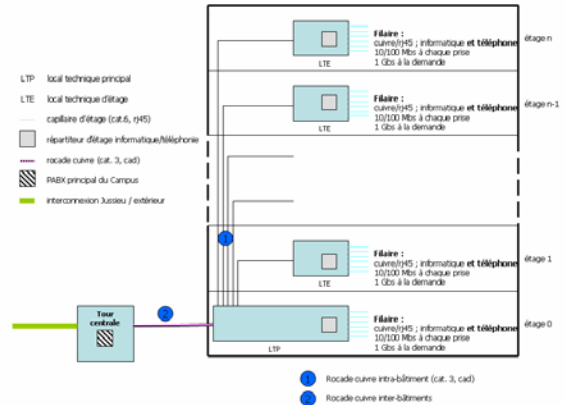 Filaire :
cuivre/rj45 ; informatique et téléphone
10/100 Mbs à chaque prise
1 Gbs à la demande
étage n
LTE
Filaire :
cuivre/rj45 ; informatique et téléphone
10/100 Mbs à chaque prise
1 Gbs à la demande
étage n-1
LTE
LTP local technique principal
LTE local technique d'étage
capillaire d'étage (cat.6, rj45)
répartiteur d'étage informatique/téléphonie
rocade cuivre (cat. 3, cad)
PABX principal du Campus
interconnexion Jussieu / extérieur
1
Filaire :
cuivre/rj45 ; informatique et téléphone
10/100 Mbs à chaque prise
1 Gbs à la demande
étage 1
LTE
2
Tour
centrale
Filaire :
cuivre/rj45 ; informatique et téléphone
10/100 Mbs à chaque prise
1 Gbs à la demande
étage 0
LTP
1 Rocade cuivre intra-bâtiment (cat. 3, cad)
2 Rocade cuivre inter-bâtiments